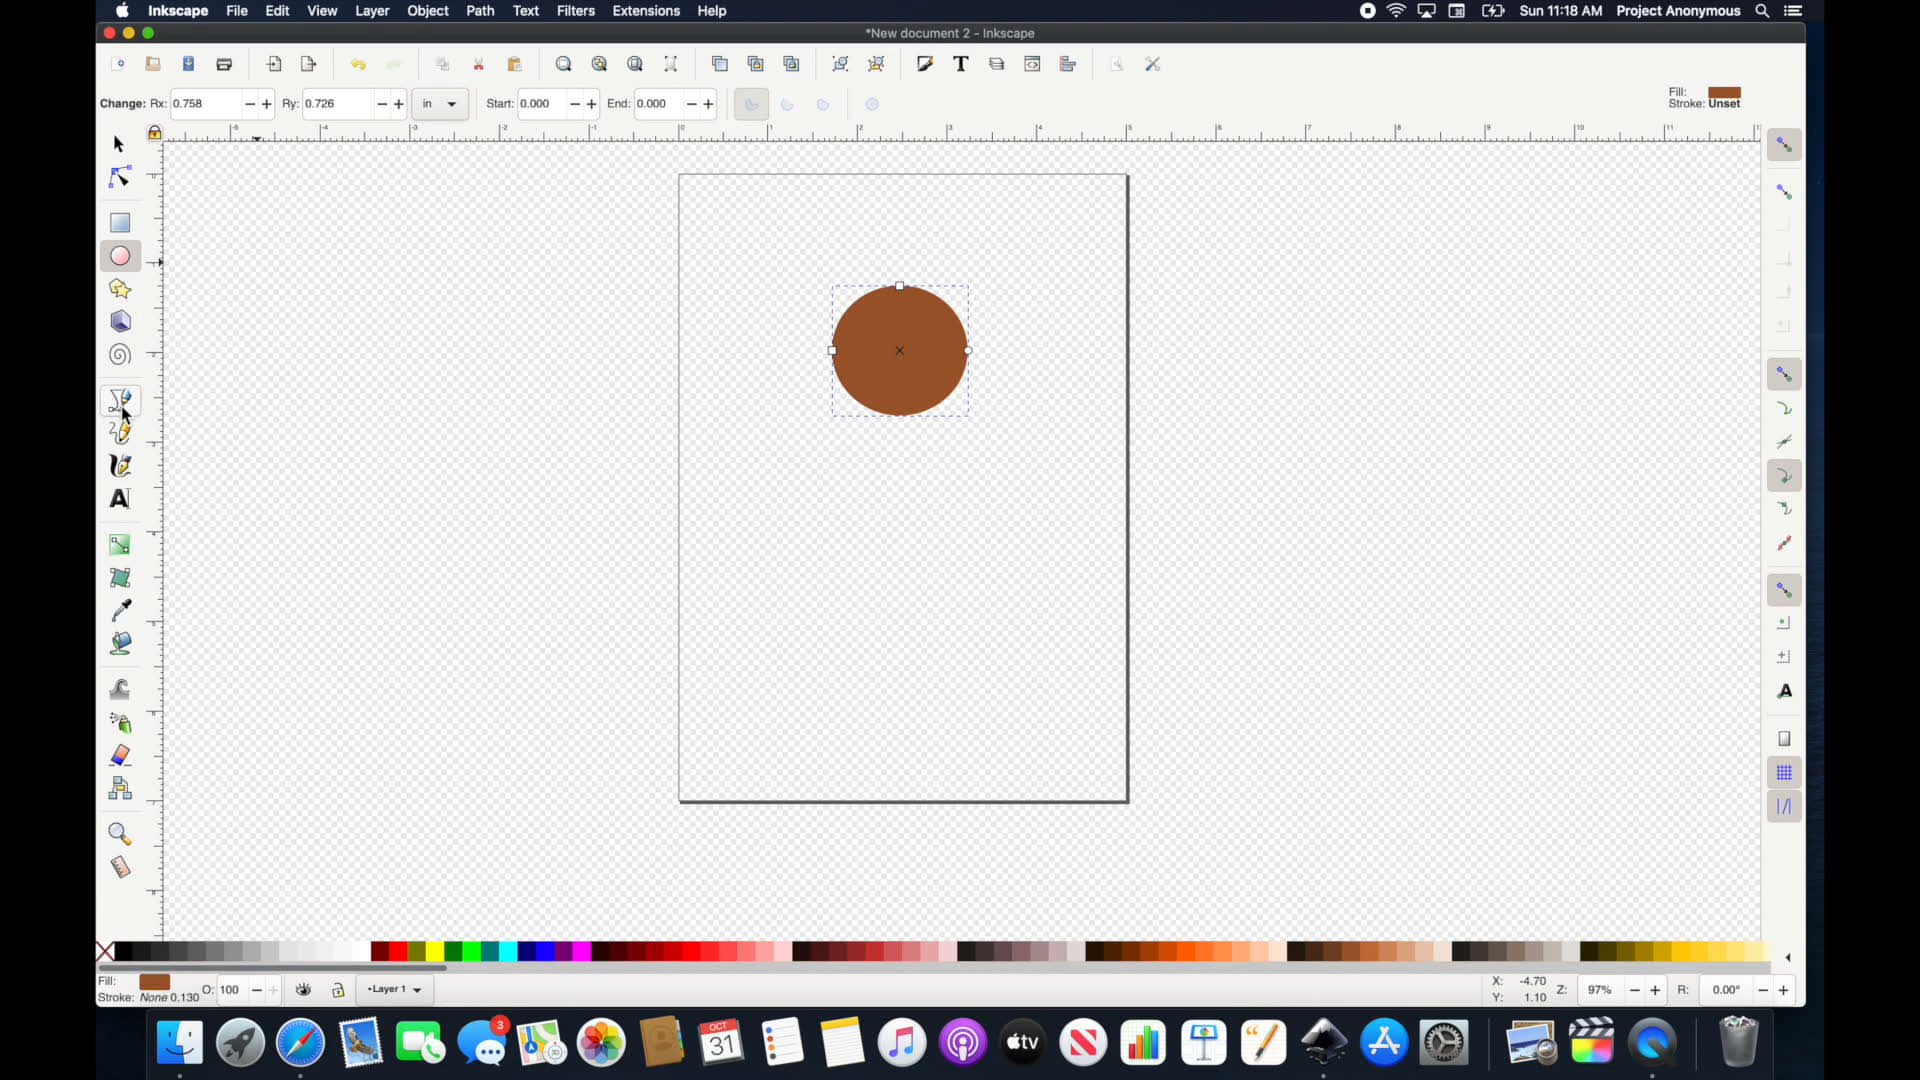 Inkscape File Edit View Layer Object Path Text Filters Extensions Help Sun 11:18 AM Project Anonymous
*New document 2 - Inkscape
Change: Rx: 0.758 Ry: 0.726 in Start: 0.000 End: 0.000
Fill:
Stroke: Unset
Fill:
Stroke: None 0.130
O: 100
•Layer 1
X: -4.70
Y: 1.10
Z: 97%
R: 0.00°
3
OCT
31
tv